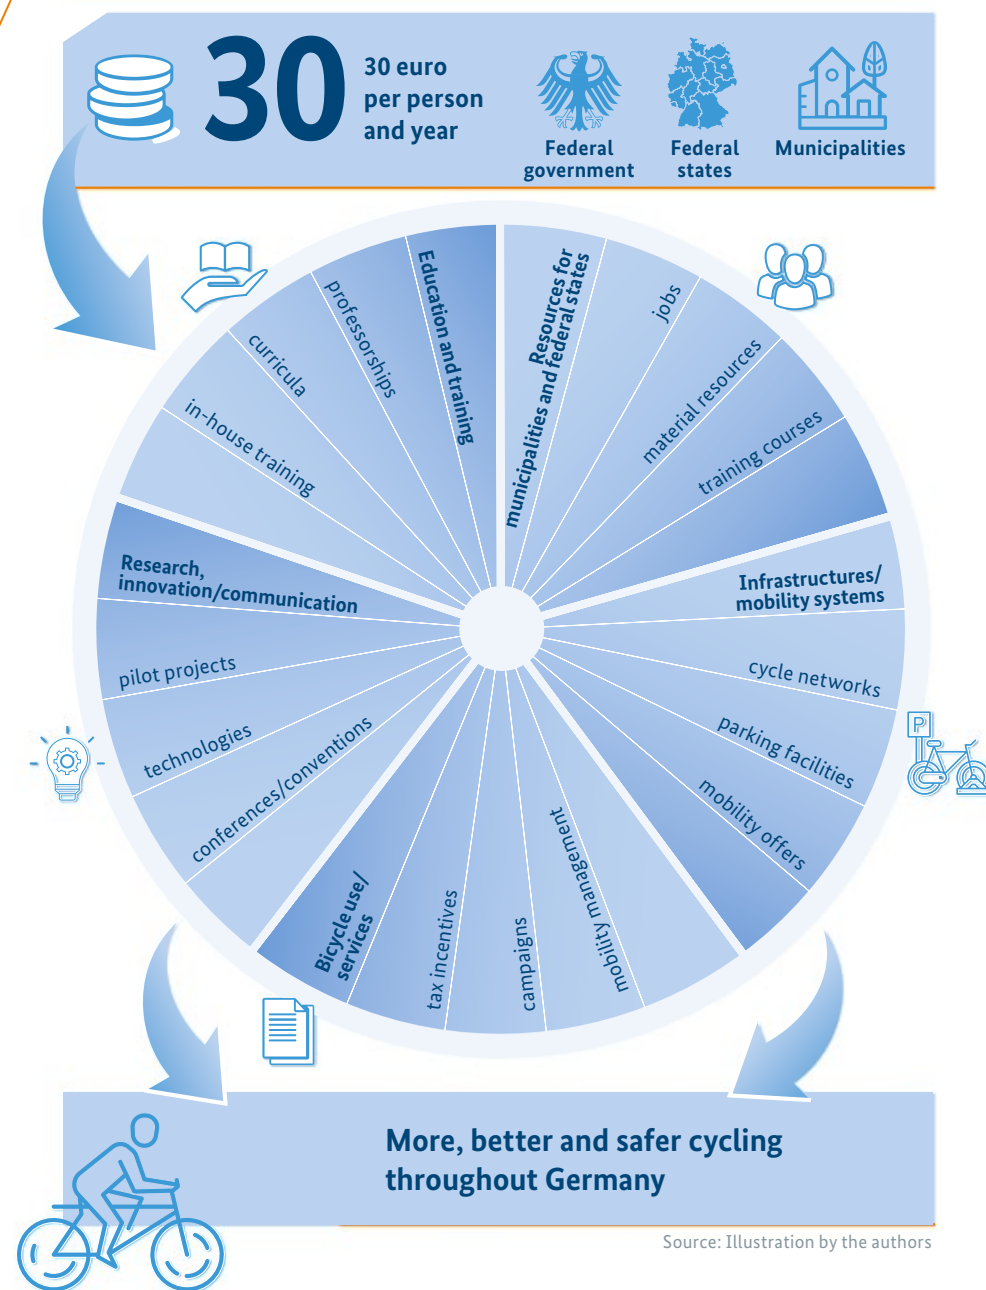 30
30 euro
per person
and year
Federal
government
Federal
states
Municipalities
Resources for
municipalities and federal states
jobs
material resources
training courses
Infrastructures/
mobility systems
cycle networks
parking facilities
mobility offers
mobility management
campaigns
tax incentives
Bicycle use/
services
conferences/conventions
technologies
pilot projects
Research,
innovation/communication
in-house training
curricula
professorships
Education and training
P
More, better and safer cycling
throughout Germany
Source: Illustration by the authors